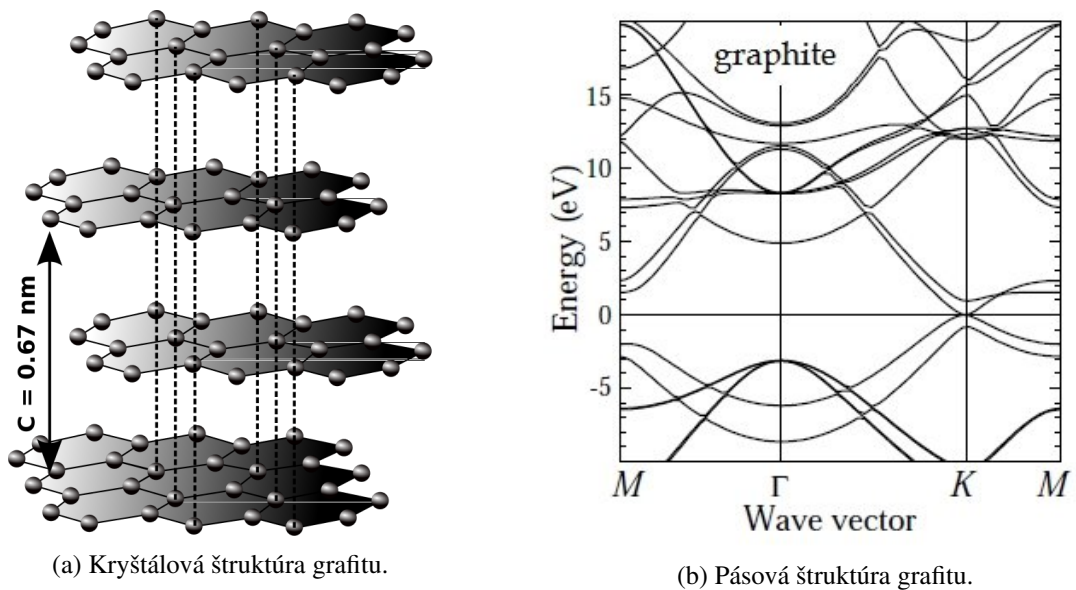 C = 0.67 nm
(a) Kryštálová štruktúra grafitu.
graphite
Energy (eV)
15
10
5
0
-5
M Γ K M
Wave vector
(b) Pásová štruktúra grafitu.